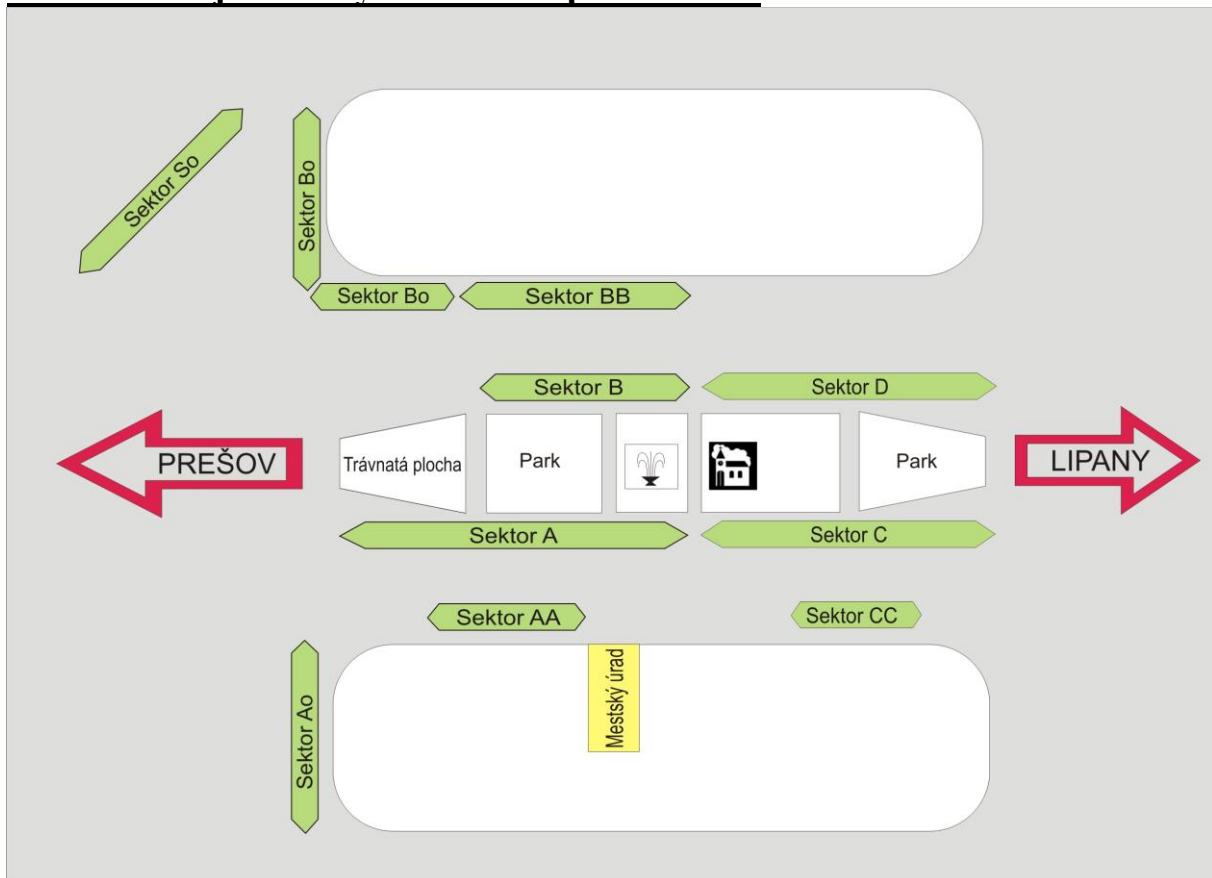 Sektor So
Sektor Bo
Sektor Bo
Sektor BB
Sektor B
Sektor D
PREŠOV
Trávnatá plocha
Park
Park
LIPANY
Sektor A
Sektor C
Sektor AA
Sektor CC
Mestský úrad
Sektor Ao